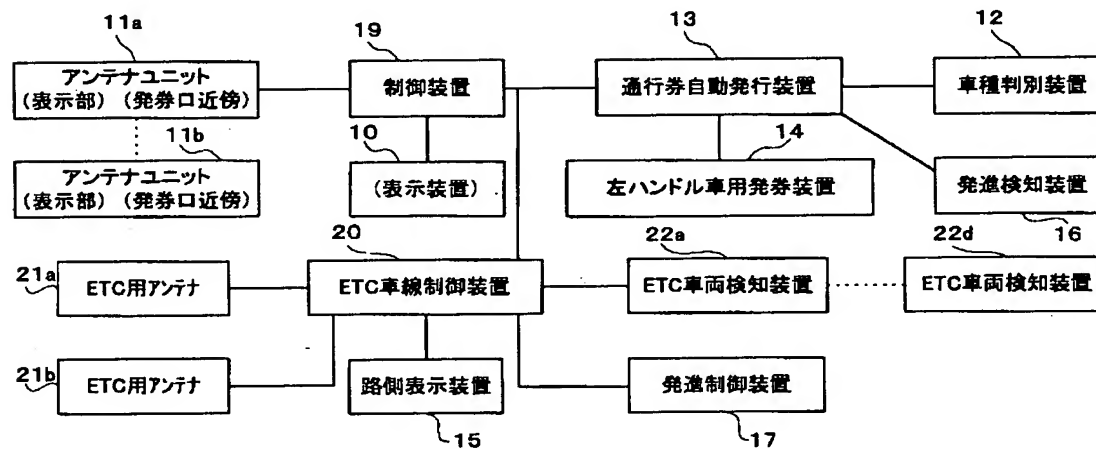 11a
19
13
12
アンテナユニット
(表示部) (発券口近傍)
制御装置
通行券自動発行装置
車種判別装置
11b
10
14
アンテナユニット
(表示部) (発券口近傍)
(表示装置)
左ハンドル車用発券装置
発進検知装置
16
20
22a
22d
21a
ETC用アンテナ
ETC車線制御装置
ETC車両検知装置
ETC車両検知装置
21b
ETC用アンテナ
路側表示装置
発進制御装置
15
17